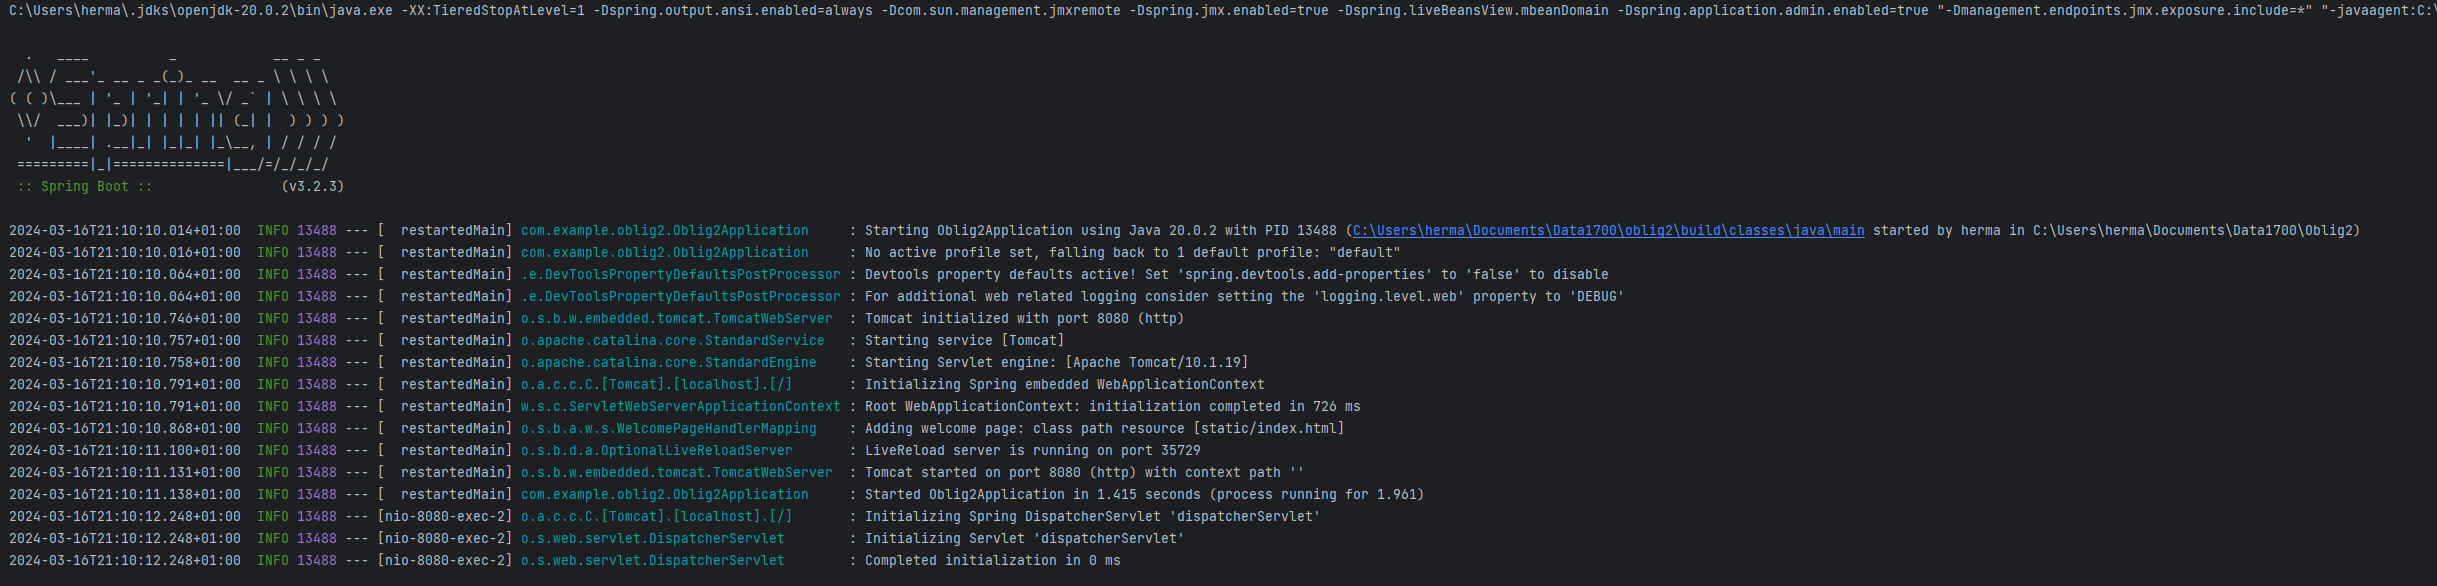 C:\Users\herma\.jdks\openjdk-20.0.2\bin\java.exe -XX:TieredStopAtLevel=1 -Dspring.output.ansi.enabled=always -Dcom.sun.management.jmxremote -Dspring.jmx.enabled=true -Dspring.liveBeansView.mbeanDomain -Dspring.application.admin.enabled=true "-Dmanagement.endpoints.jmx.exposure.include=*" "-javaagent:C:\
  .   ____          _            __ _ _
 /\\ / ___'_ __ _ _(_)_ __  __ _ \ \ \ \
( ( )\___ | '_ | '_| | '_ \/ _` | \ \ \ \
 \\/  ___)| |_)| | | | | || (_| |  ) ) ) )
  '  |____| .__|_| |_|_| |_\__, | / / / /
 =========|_|==============|___/=/_/_/_/
 :: Spring Boot ::                (v3.2.3)
2024-03-16T21:10:10.014+01:00  INFO 13488 --- [  restartedMain] com.example.oblig2.Oblig2Application     : Starting Oblig2Application using Java 20.0.2 with PID 13488 (C:\Users\herma\Documents\Data1700\oblig2\build\classes\java\main started by herma in C:\Users\herma\Documents\Data1700\Oblig2)
2024-03-16T21:10:10.016+01:00  INFO 13488 --- [  restartedMain] com.example.oblig2.Oblig2Application     : No active profile set, falling back to 1 default profile: "default"
2024-03-16T21:10:10.064+01:00  INFO 13488 --- [  restartedMain] .e.DevToolsPropertyDefaultsPostProcessor : Devtools property defaults active! Set 'spring.devtools.add-properties' to 'false' to disable
2024-03-16T21:10:10.064+01:00  INFO 13488 --- [  restartedMain] .e.DevToolsPropertyDefaultsPostProcessor : For additional web related logging consider setting the 'logging.level.web' property to 'DEBUG'
2024-03-16T21:10:10.746+01:00  INFO 13488 --- [  restartedMain] o.s.b.w.embedded.tomcat.TomcatWebServer  : Tomcat initialized with port 8080 (http)
2024-03-16T21:10:10.757+01:00  INFO 13488 --- [  restartedMain] o.apache.catalina.core.StandardService   : Starting service [Tomcat]
2024-03-16T21:10:10.758+01:00  INFO 13488 --- [  restartedMain] o.apache.catalina.core.StandardEngine    : Starting Servlet engine: [Apache Tomcat/10.1.19]
2024-03-16T21:10:10.791+01:00  INFO 13488 --- [  restartedMain] o.a.c.c.C.[Tomcat].[localhost].[/]       : Initializing Spring embedded WebApplicationContext
2024-03-16T21:10:10.791+01:00  INFO 13488 --- [  restartedMain] w.s.c.ServletWebServerApplicationContext : Root WebApplicationContext: initialization completed in 726 ms
2024-03-16T21:10:10.868+01:00  INFO 13488 --- [  restartedMain] o.s.b.a.w.s.WelcomePageHandlerMapping    : Adding welcome page: class path resource [static/index.html]
2024-03-16T21:10:11.100+01:00  INFO 13488 --- [  restartedMain] o.s.b.d.a.OptionalLiveReloadServer       : LiveReload server is running on port 35729
2024-03-16T21:10:11.131+01:00  INFO 13488 --- [  restartedMain] o.s.b.w.embedded.tomcat.TomcatWebServer  : Tomcat started on port 8080 (http) with context path ''
2024-03-16T21:10:11.138+01:00  INFO 13488 --- [  restartedMain] com.example.oblig2.Oblig2Application     : Started Oblig2Application in 1.415 seconds (process running for 1.961)
2024-03-16T21:10:12.248+01:00  INFO 13488 --- [nio-8080-exec-2] o.a.c.c.C.[Tomcat].[localhost].[/]       : Initializing Spring DispatcherServlet 'dispatcherServlet'
2024-03-16T21:10:12.248+01:00  INFO 13488 --- [nio-8080-exec-2] o.s.web.servlet.DispatcherServlet        : Initializing Servlet 'dispatcherServlet'
2024-03-16T21:10:12.248+01:00  INFO 13488 --- [nio-8080-exec-2] o.s.web.servlet.DispatcherServlet        : Completed initialization in 0 ms